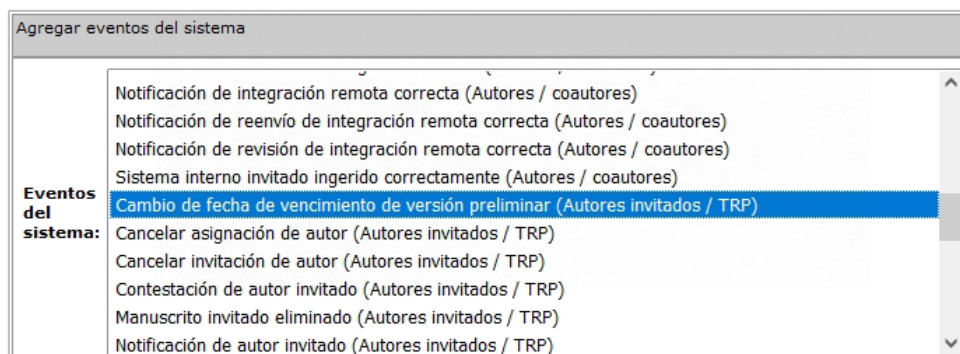 Agregar eventos del sistema
Notificación de integración remota correcta (Autores / coautores)
Notificación de reenvío de integración remota correcta (Autores / coautores)
Notificación de revisión de integración remota correcta (Autores / coautores)
Sistema interno invitado ingerido correctamente (Autores / coautores)
Eventos del sistema:
Cambio de fecha de vencimiento de versión preliminar (Autores invitados / TRP)
Cancelar asignación de autor (Autores invitados / TRP)
Cancelar invitación de autor (Autores invitados / TRP)
Contestación de autor invitado (Autores invitados / TRP)
Manuscrito invitado eliminado (Autores invitados / TRP)
Notificación de autor invitado (Autores invitados / TRP)